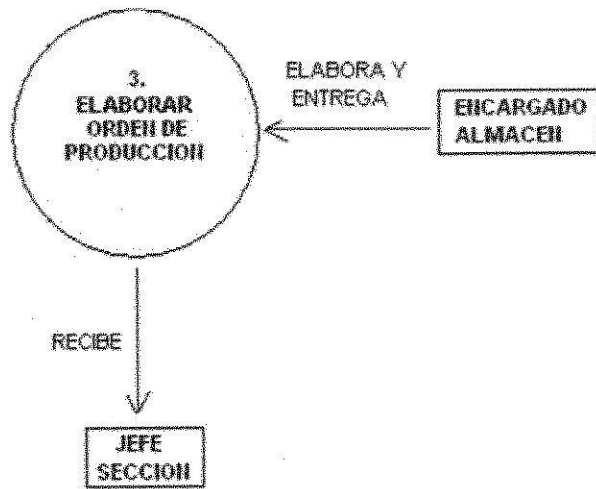 3.
ELABORAR
ORDEN DE
PRODUCCION
ELABORA Y
ENTREGA
ENCARGADO
ALMACEN
RECIBE
JEFE
SECCION